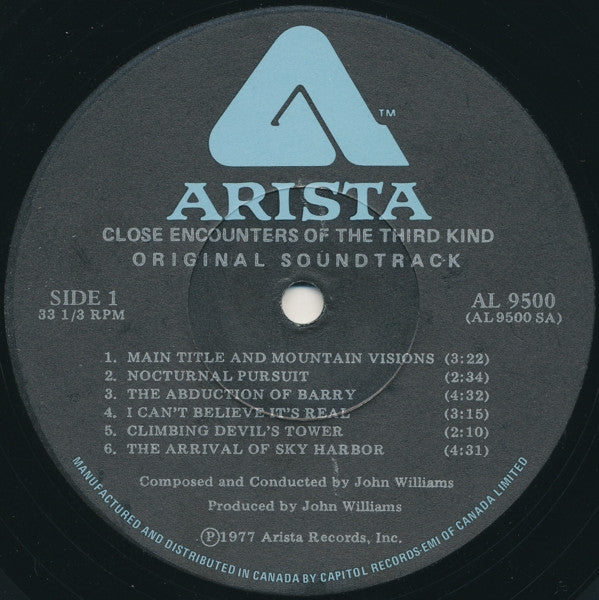 ™
ARISTA
CLOSE ENCOUNTERS OF THE THIRD KIND
ORIGINAL SOUNDTRACK
SIDE 1
33 1/3 RPM
AL 9500
(AL 9500 SA)
1. MAIN TITLE AND MOUNTAIN VISIONS (3:22)
2. NOCTURNAL PURSUIT (2:34)
3. THE ABDUCTION OF BARRY (4:32)
4. I CAN'T BELIEVE IT'S REAL (3:15)
5. CLIMBING DEVIL'S TOWER (2:10)
6. THE ARRIVAL OF SKY HARBOR (4:31)
Composed and Conducted by John Williams
Produced by John Williams
Ⓟ1977 Arista Records, Inc.
MANUFACTURED AND DISTRIBUTED IN CANADA BY CAPITOL RECORDS-EMI OF CANADA LIMITED